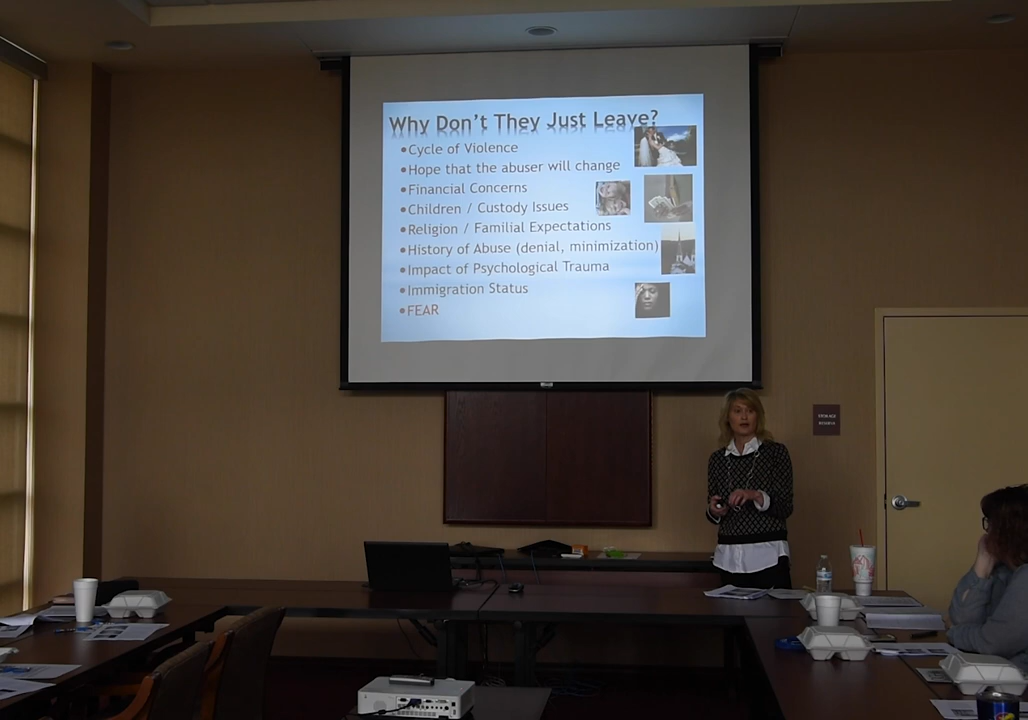 Why Don't They Just Leave?
•Cycle of Violence
•Hope that the abuser will change
•Financial Concerns
•Children / Custody Issues
•Religion / Familial Expectations
•History of Abuse (denial, minimization)
•Impact of Psychological Trauma
•Immigration Status
•FEAR